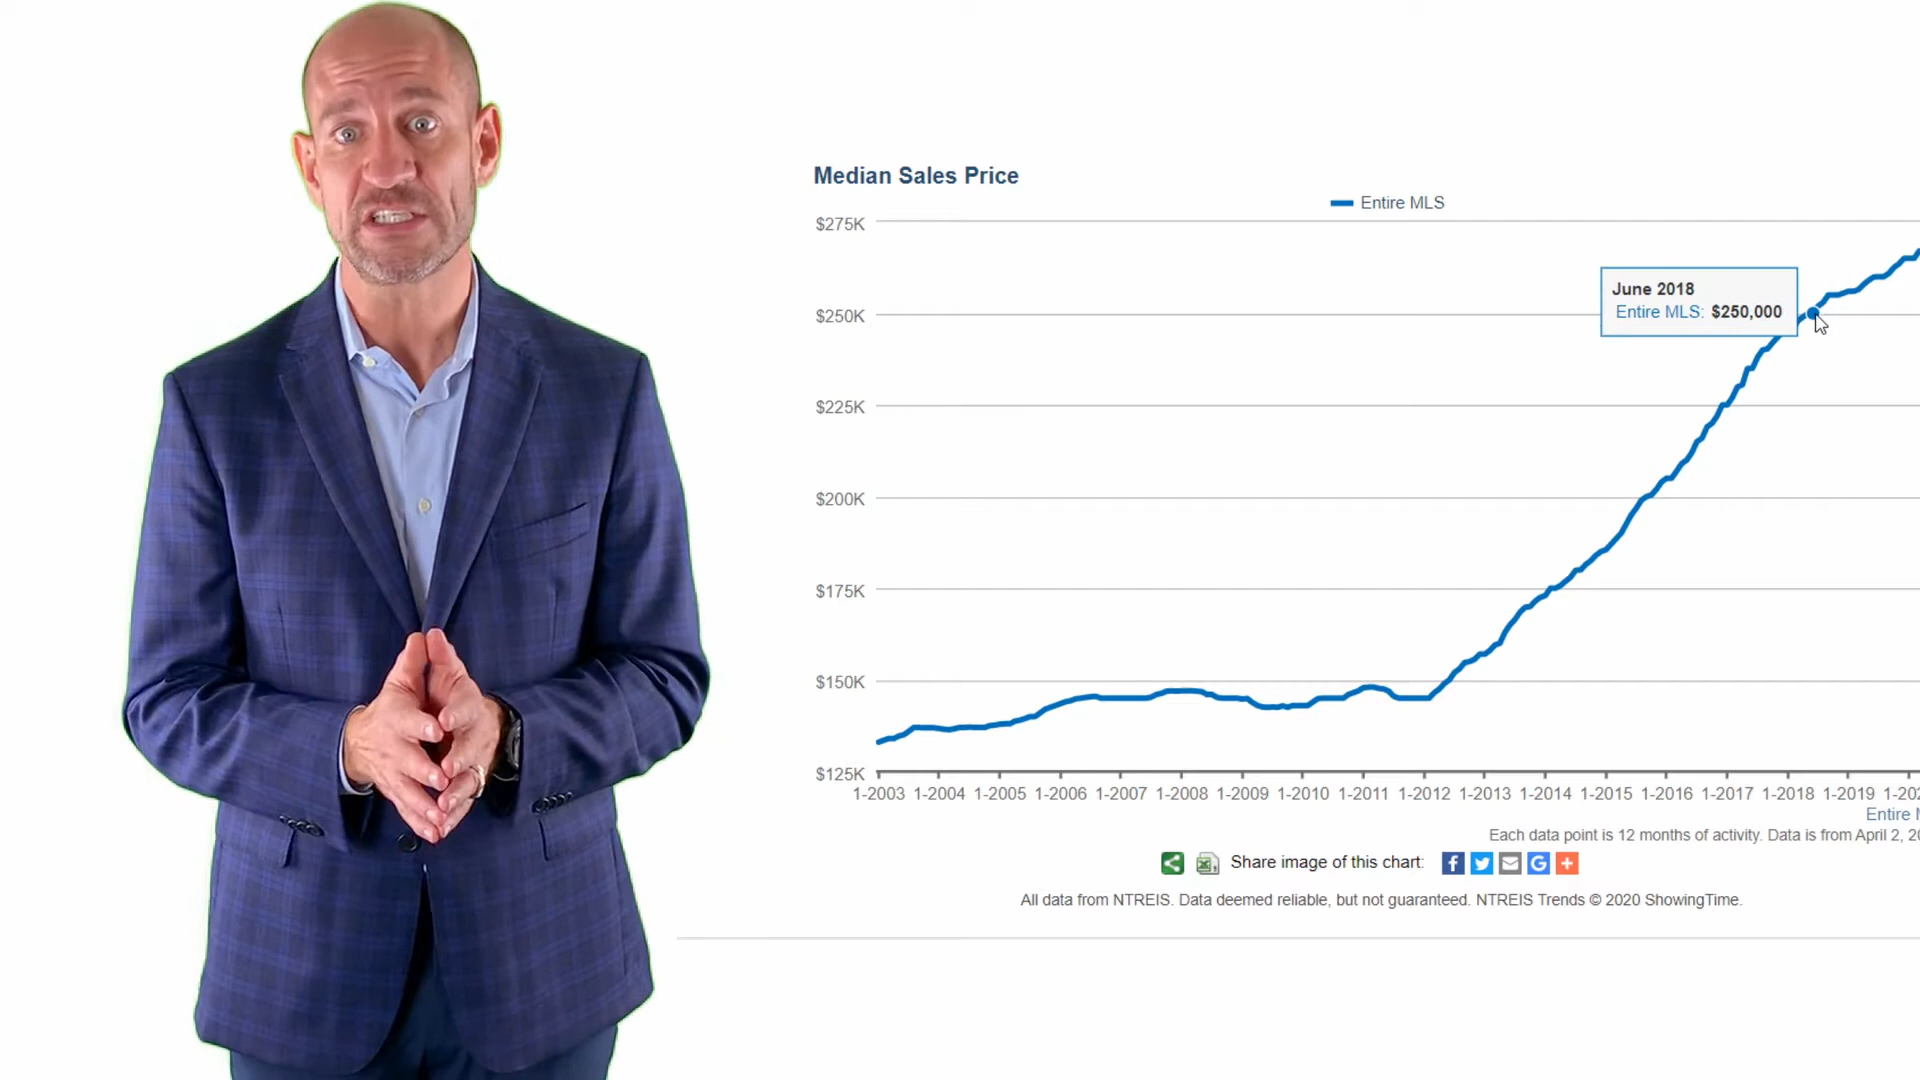 Median Sales Price
Entire MLS
$275K
June 2018
Entire MLS: $250,000
$250K
$225K
$200K
$175K
$150K
$125K
1-2003 1-2004 1-2005 1-2006 1-2007 1-2008 1-2009 1-2010 1-2011 1-2012 1-2013 1-2014 1-2015 1-2016 1-2017 1-2018 1-2019
Entire
Each data point is 12 months of activity. Data is from April 2,
Share image of this chart:
All data from NTREIS. Data deemed reliable, but not guaranteed. NTREIS Trends © 2020 ShowingTime.